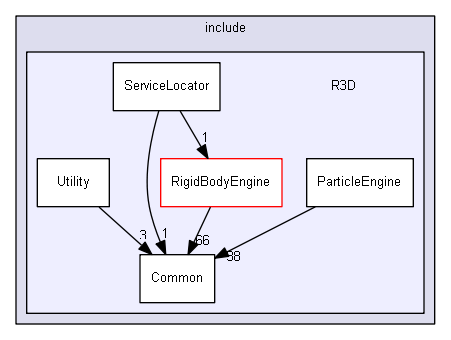 include
ServiceLocator
R3D
1
Utility
RigidBodyEngine
ParticleEngine
3
1
66
38
Common